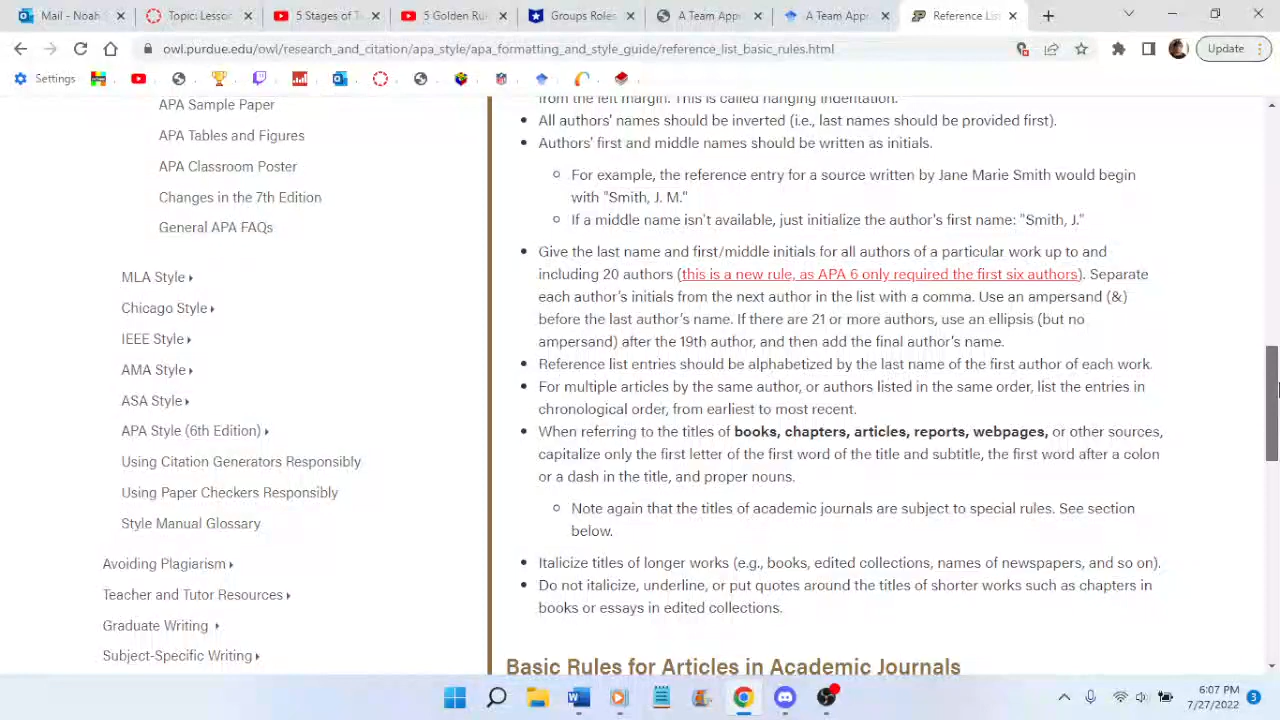 Mail - Noah
Topic: Lesso
5 Stages of T
5 Golden Rul
Groups Roles
A Team Appr
A Team App
Reference Lis
owl.purdue.edu/owl/research_and_citation/apa_style/apa_formatting_and_style_guide/reference_list_basic_rules.html
Update
Settings
APA Sample Paper
APA Tables and Figures
APA Classroom Poster
Changes in the 7th Edition
General APA FAQs
MLA Style
Chicago Style
IEEE Style
AMA Style
ASA Style
APA Style (6th Edition)
Using Citation Generators Responsibly
Using Paper Checkers Responsibly
Style Manual Glossary
Avoiding Plagiarism
Teacher and Tutor Resources
Graduate Writing
Subject-Specific Writing
from the left margin. This is called hanging indentation.
All authors' names should be inverted (i.e., last names should be provided first).
Authors' first and middle names should be written as initials.
For example, the reference entry for a source written by Jane Marie Smith would begin
with "Smith, J. M."
If a middle name isn't available, just initialize the author's first name: "Smith, J."
Give the last name and first/middle initials for all authors of a particular work up to and
including 20 authors (this is a new rule, as APA 6 only required the first six authors). Separate
each author's initials from the next author in the list with a comma. Use an ampersand (&)
before the last author's name. If there are 21 or more authors, use an ellipsis (but no
ampersand) after the 19th author, and then add the final author's name.
Reference list entries should be alphabetized by the last name of the first author of each work.
For multiple articles by the same author, or authors listed in the same order, list the entries in
chronological order, from earliest to most recent.
When referring to the titles of books, chapters, articles, reports, webpages, or other sources,
capitalize only the first letter of the first word of the title and subtitle, the first word after a colon
or a dash in the title, and proper nouns.
Note again that the titles of academic journals are subject to special rules. See section
below.
Italicize titles of longer works (e.g., books, edited collections, names of newspapers, and so on).
Do not italicize, underline, or put quotes around the titles of shorter works such as chapters in
books or essays in edited collections.
Basic Rules for Articles in Academic Journals
6:07 PM
7/27/2022
3